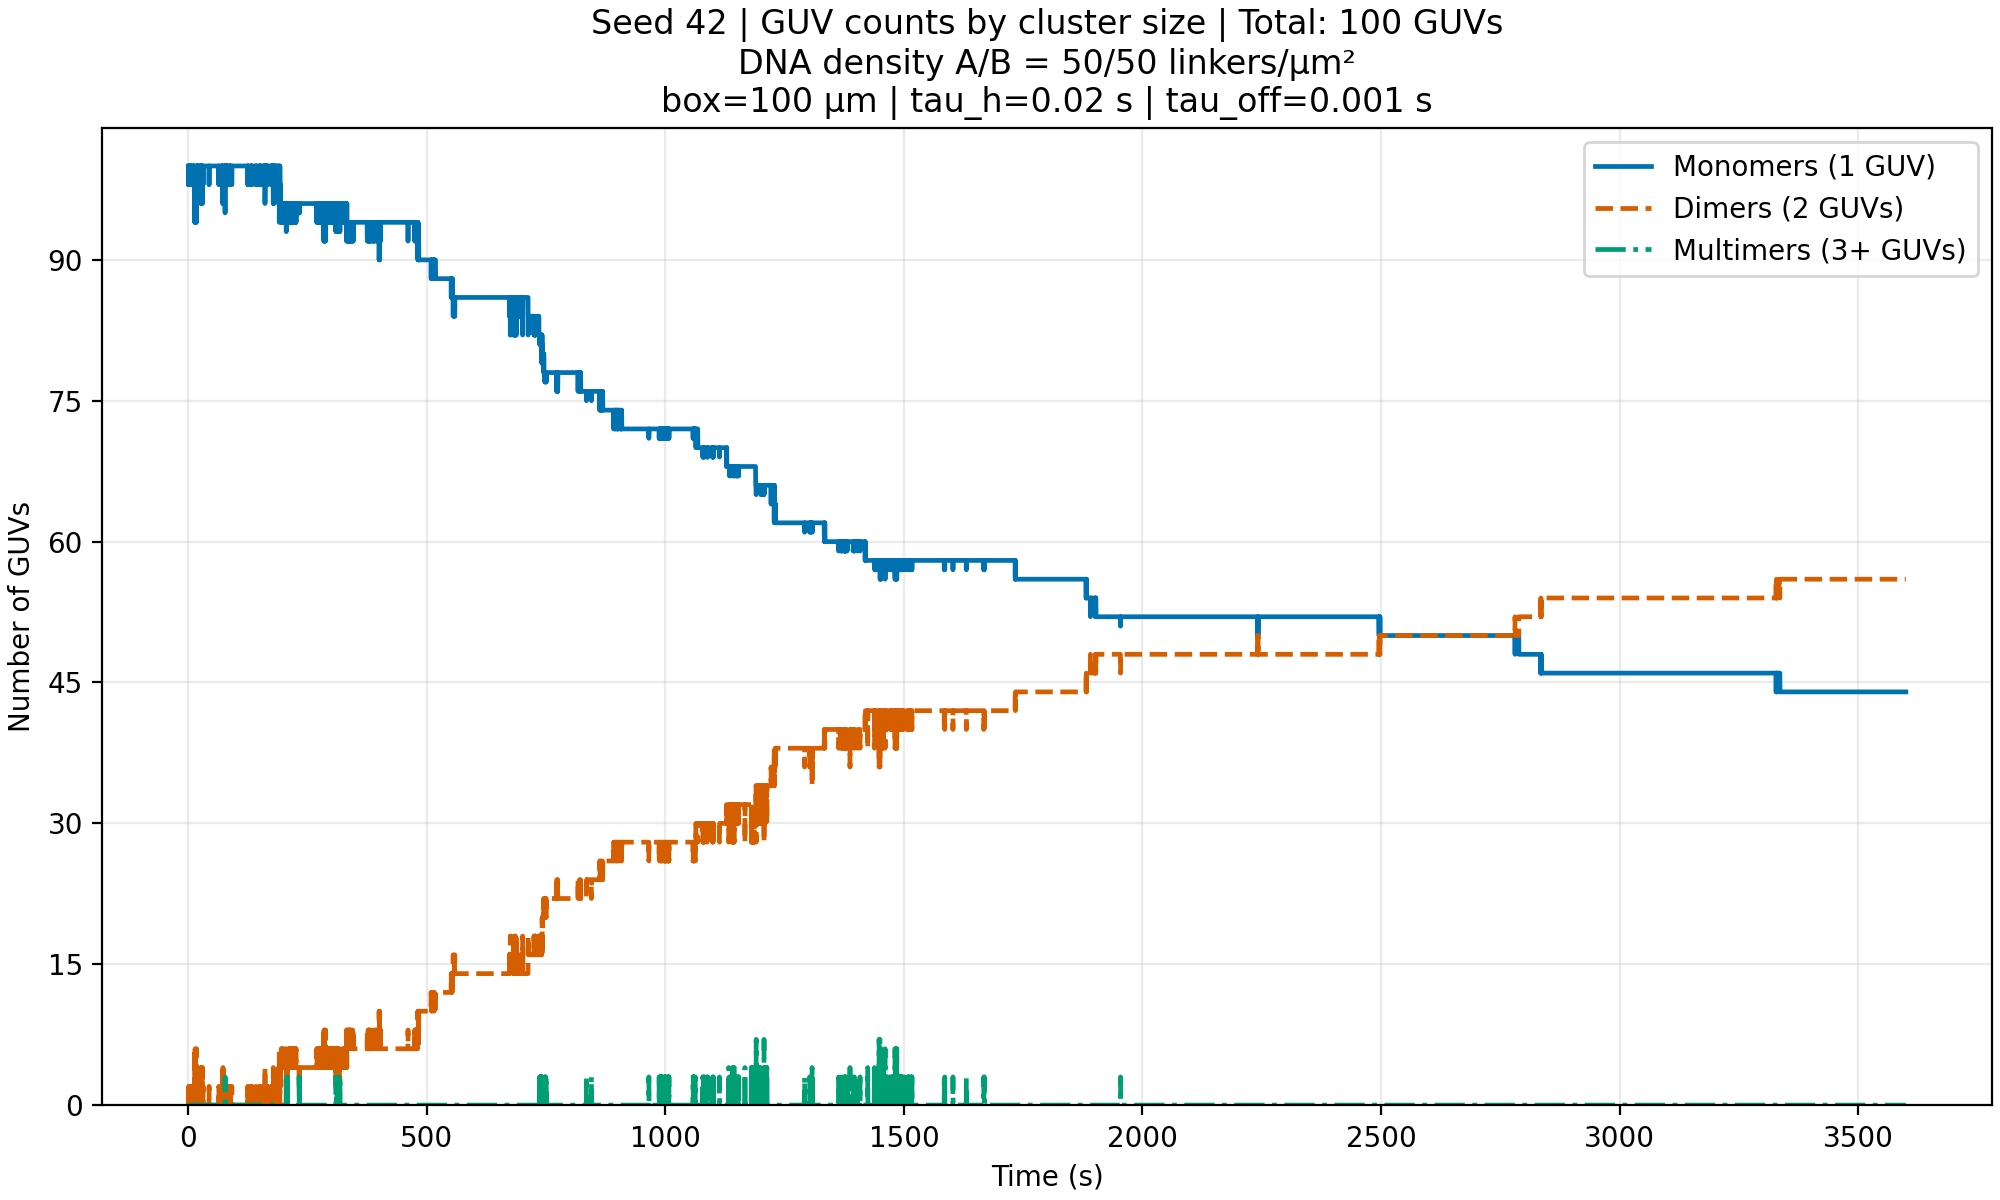 Seed 42 | GUV counts by cluster size | Total: 100 GUVs
DNA density A/B = 50/50 linkers/µm²
box=100 µm | tau_h=0.02 s | tau_off=0.001 s
Monomers (1 GUV)
Dimers (2 GUVs)
Multimers (3+ GUVs)
Number of GUVs
90
75
60
45
30
15
0
0 500 1000 1500 2000 2500 3000 3500
Time (s)